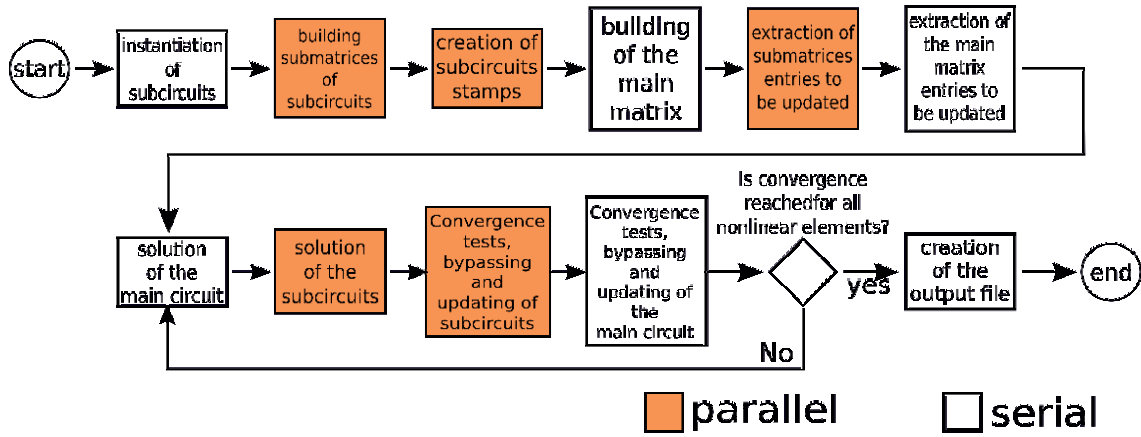 start
instantiation
of
subcircuits
building
submatrices
of
subcircuits
creation of
subcircuits
stamps
building
of the
main
matrix
extraction of
submatrices
entries to
be updated
extraction of
the main
matrix
entries to
be updated
solution
of the
main circuit
solution
of the
subcircuits
Convergence
tests,
bypassing
and
updating of
subcircuits
Convergence
tests,
bypassing
and
updating of
the
main circuit
Is convergence
reachedfor all
nonlinear elements?
yes
No
creation
of the
output file
end
parallel
serial